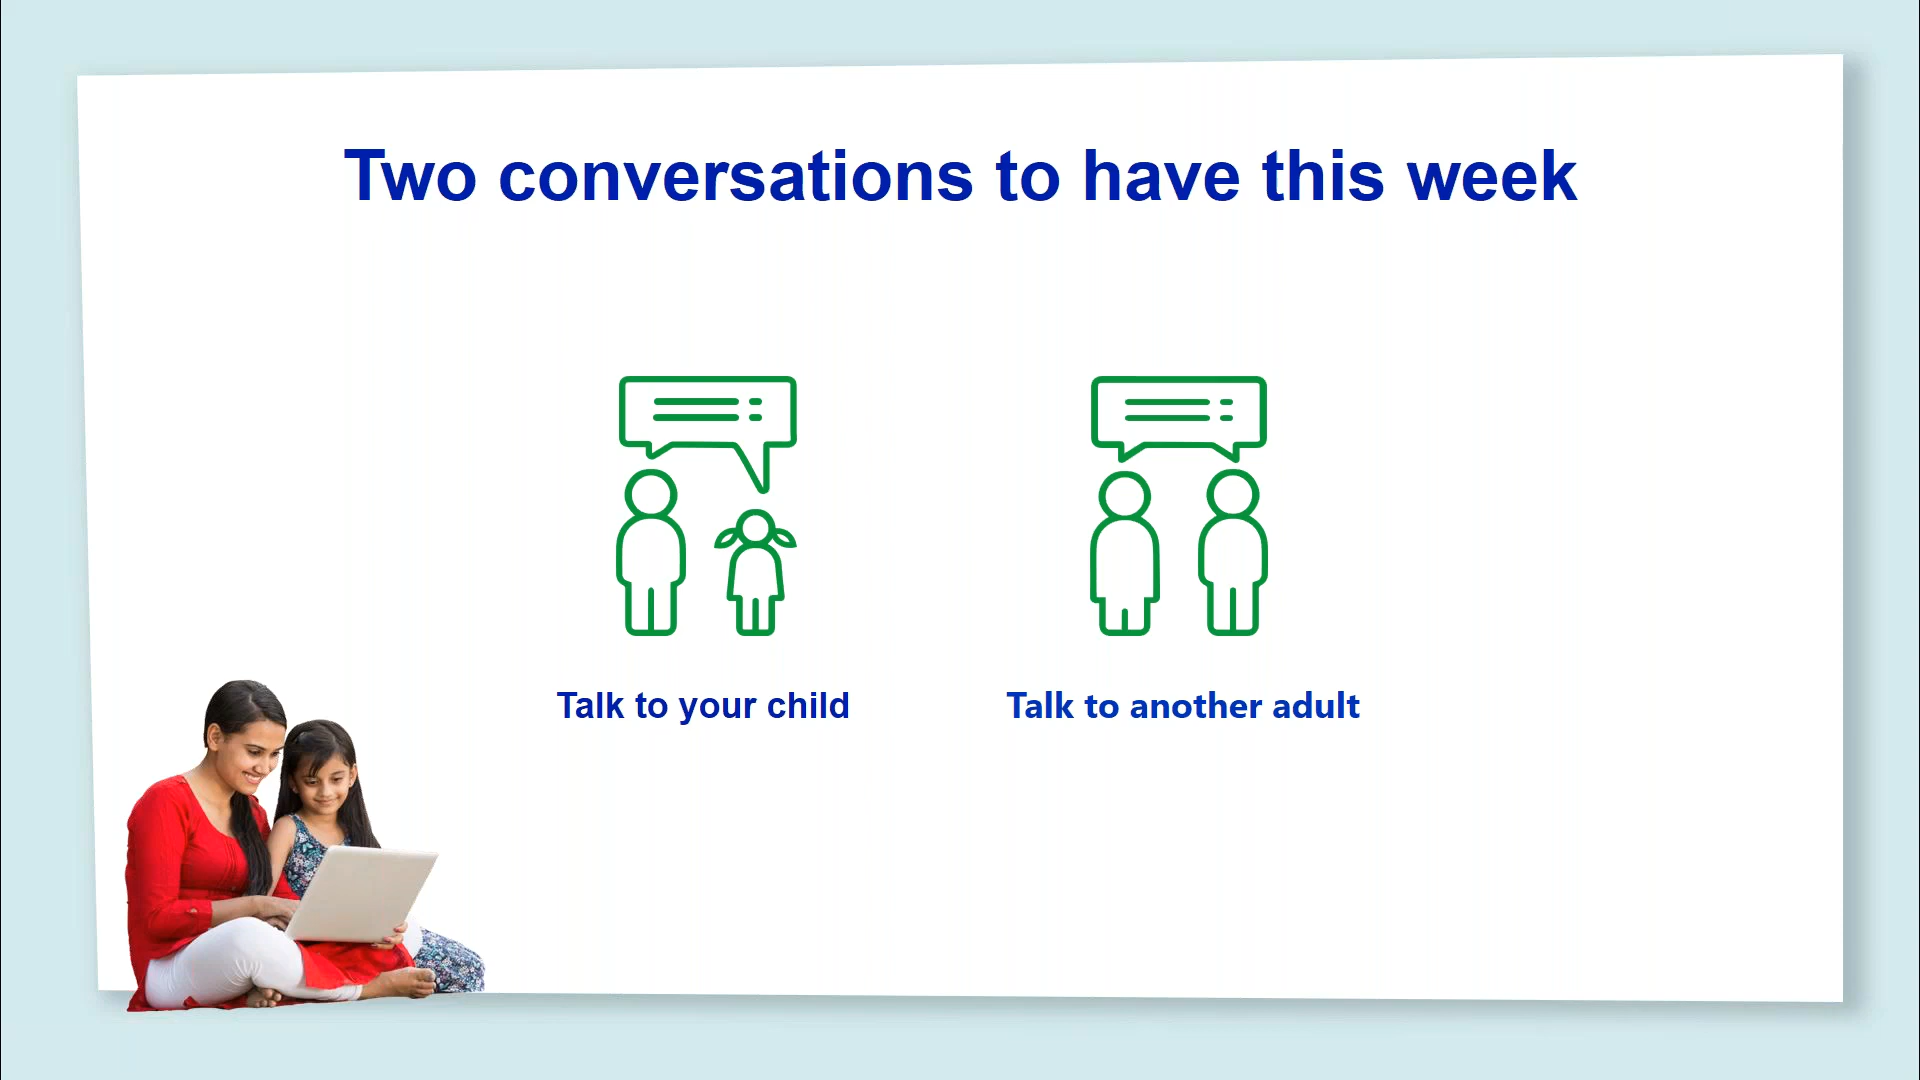 Two conversations to have this week
Talk to your child
Talk to another adult